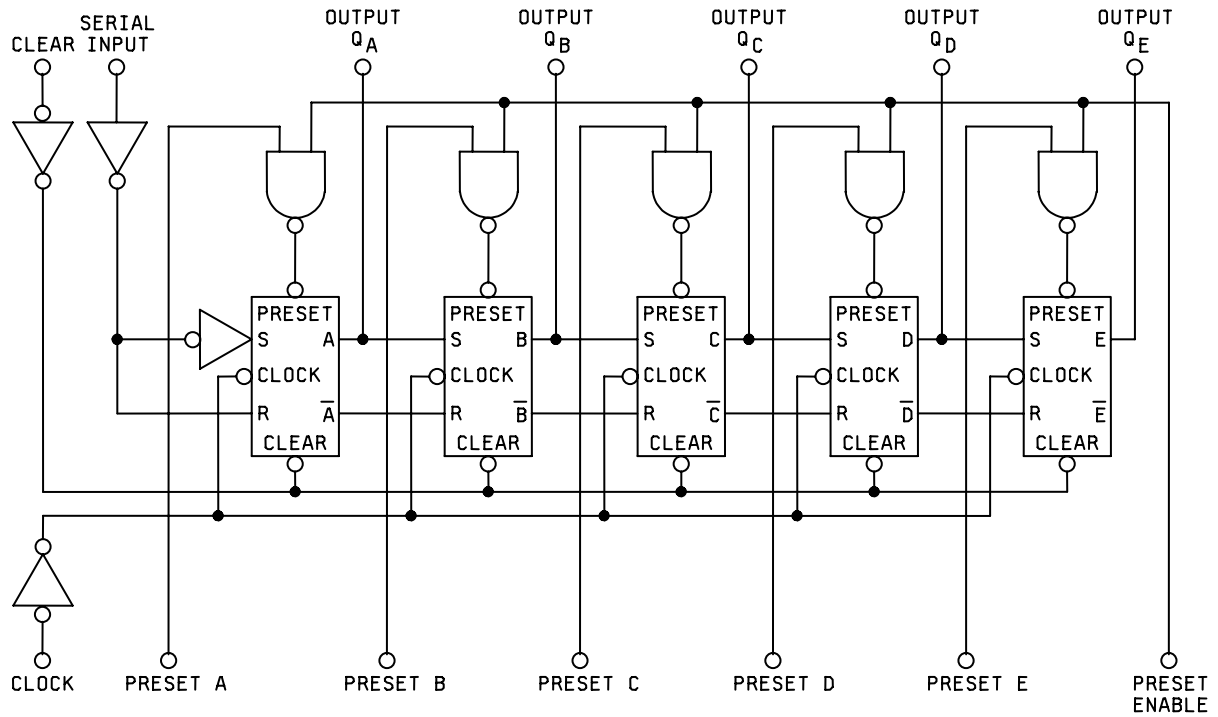 CLEAR
SERIAL
INPUT
OUTPUT
QA
OUTPUT
QB
OUTPUT
QC
OUTPUT
QD
OUTPUT
QE
PRESET
S A
CLOCK
R A̅
CLEAR
PRESET
S B
CLOCK
R B̅
CLEAR
PRESET
S C
CLOCK
R C̅
CLEAR
PRESET
S D
CLOCK
R D̅
CLEAR
PRESET
S E
CLOCK
R E̅
CLEAR
CLOCK
PRESET A
PRESET B
PRESET C
PRESET D
PRESET E
PRESET
ENABLE